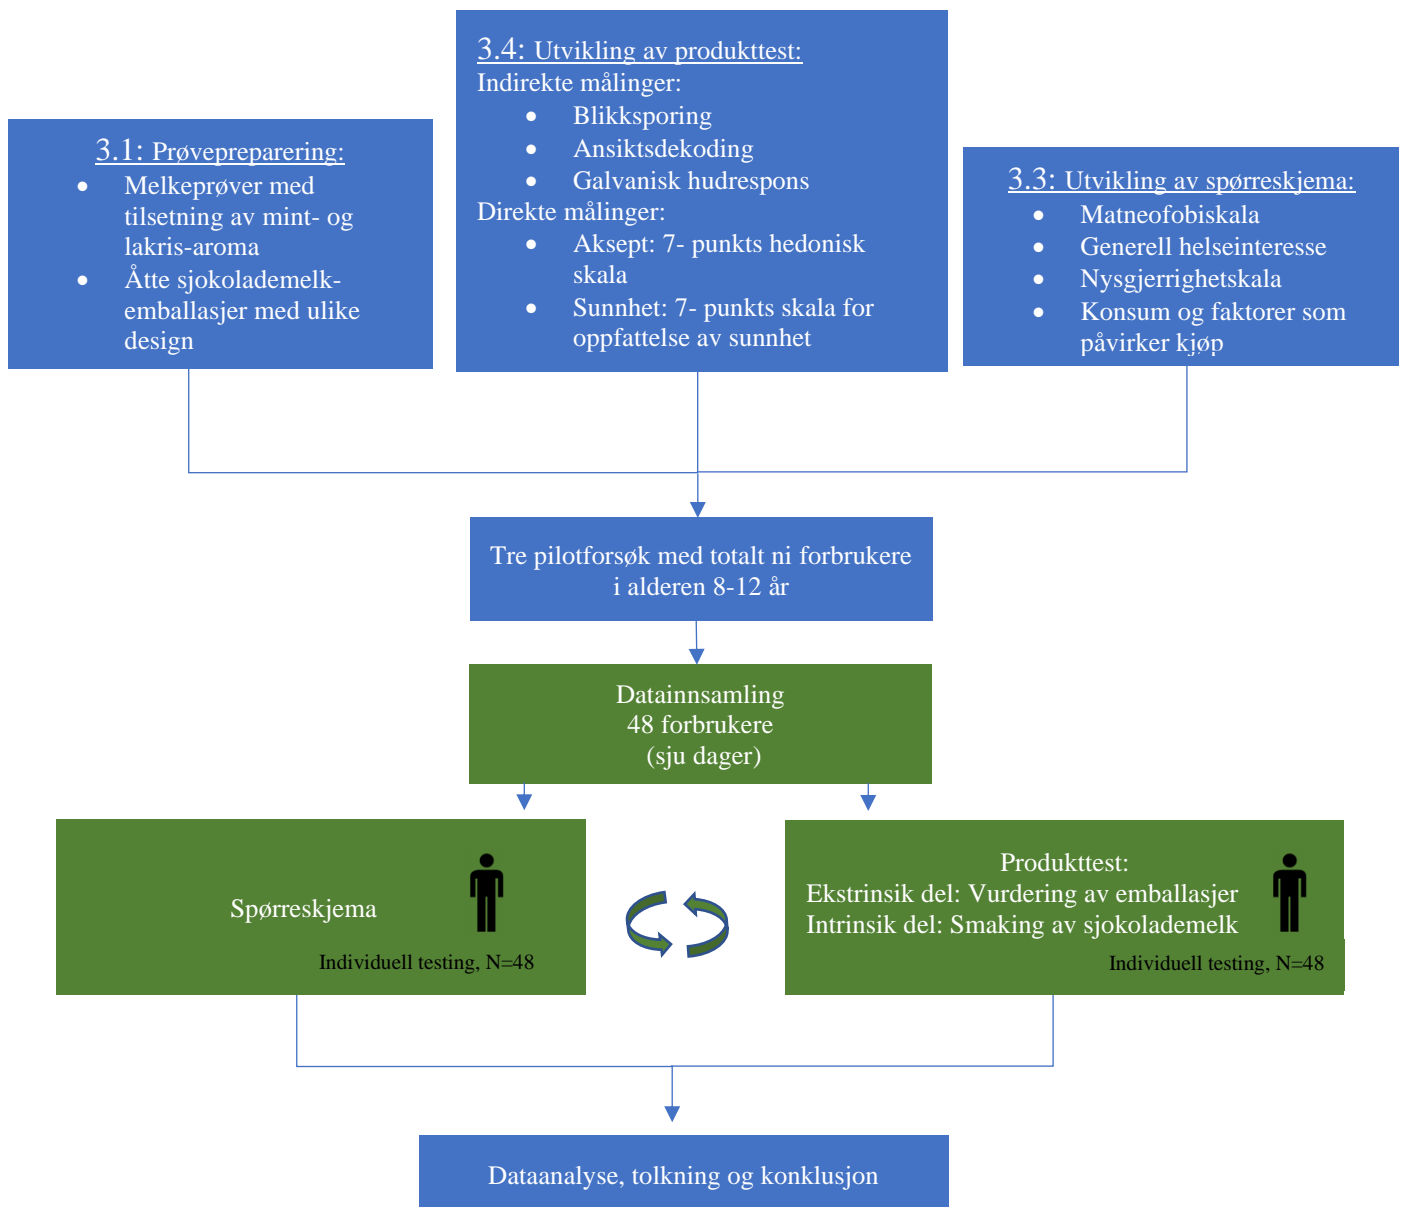 3.1: Prøvepreparering:
• Melkeprøver med
tilsetning av mint- og
lakris-aroma
• Åtte sjokolademelk-
emballasjer med ulike
design
3.4: Utvikling av produkttest:
Indirekte målinger:
• Blikksporing
• Ansiktsdekoding
• Galvanisk hudrespons
Direkte målinger:
• Aksept: 7- punkts hedonisk
skala
• Sunnhet: 7- punkts skala for
oppfattelse av sunnhet
3.3: Utvikling av spørreskjema:
• Matneofobiskala
• Generell helseinteresse
• Nysgjerrighetskala
• Konsum og faktorer som
påvirker kjøp
Tre pilotforsøk med totalt ni forbrukere
i alderen 8-12 år
Datainnsamling
48 forbrukere
(sju dager)
Spørreskjema
Individuell testing, N=48
Produkttest:
Ekstrinsik del: Vurdering av emballasjer
Intrinsik del: Smaking av sjokolademelk
Individuell testing, N=48
Dataanalyse, tolkning og konklusjon